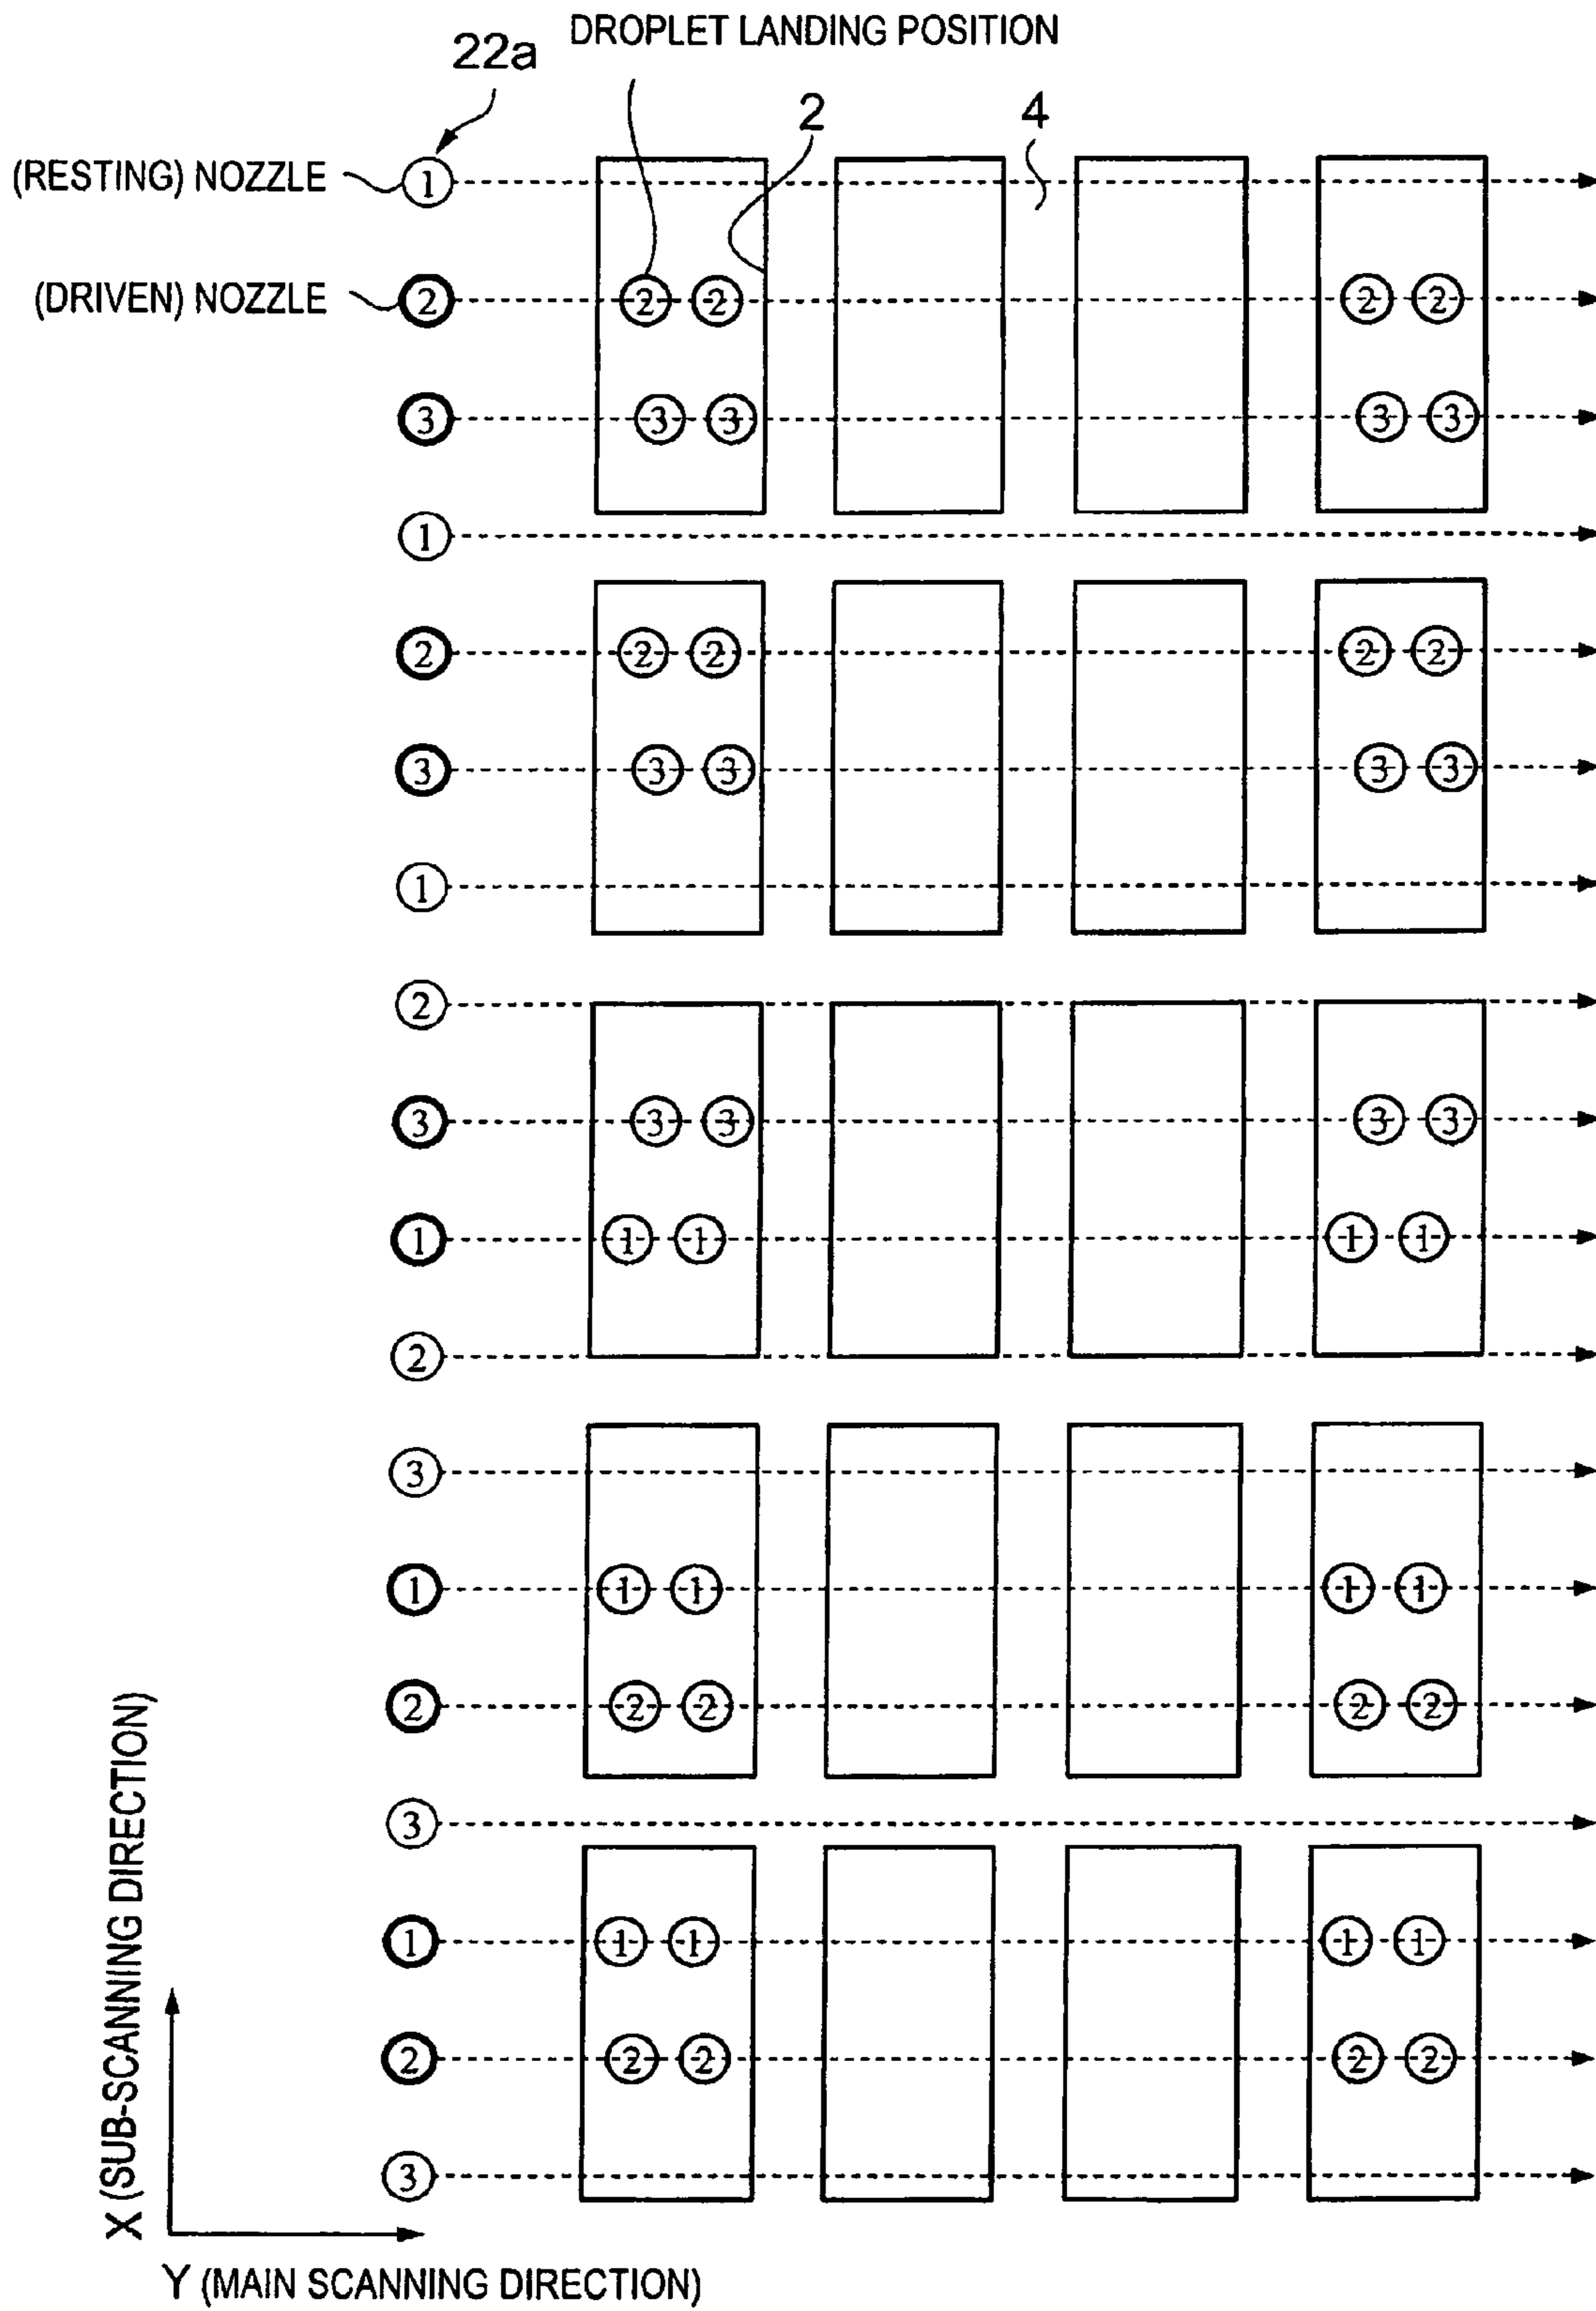 DROPLET LANDING POSITION
22a
2
4
(RESTING) NOZZLE 1
(DRIVEN) NOZZLE 2 2 2 2 2
3 3 3 3 3
1
2 2 2 2 2
3 3 3 3 3
1
2
3 3 3 3 3
1 1 1 1 1
2
3
1 1 1 1 1
2 2 2 2 2
3
1 1 1 1 1
2 2 2 2 2
3
X (SUB-SCANNING DIRECTION)
Y (MAIN SCANNING DIRECTION)